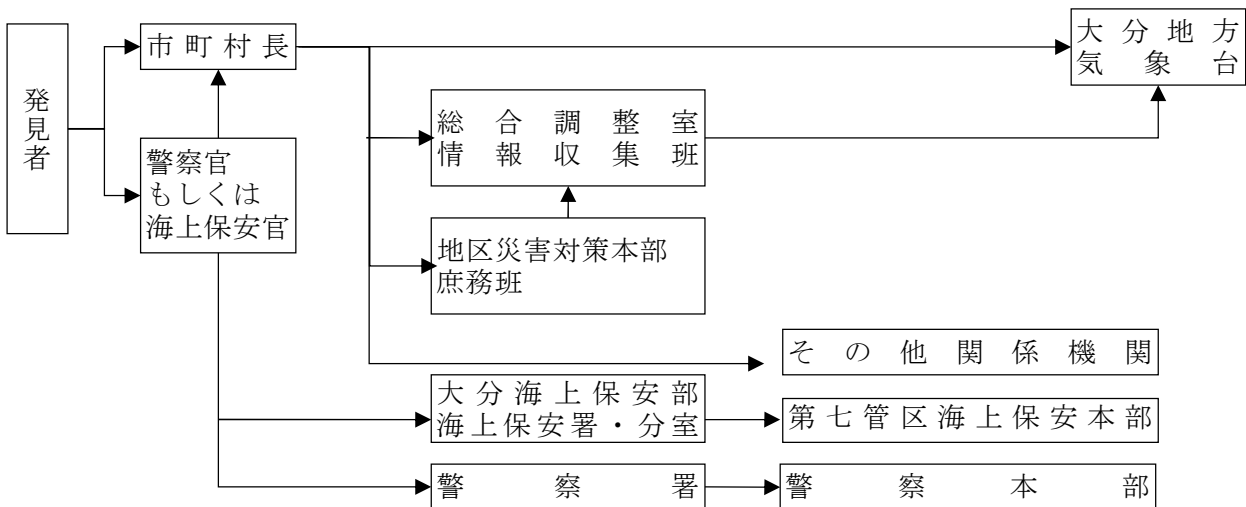 発見者
市町村長
大分地方
気象台
総合調整室
情報収集班
警察官
もしくは
海上保安官
地区災害対策本部
庶務班
その他関係機関
大分海上保安部
海上保安署・分室
第七管区海上保安本部
警察署
警察本部